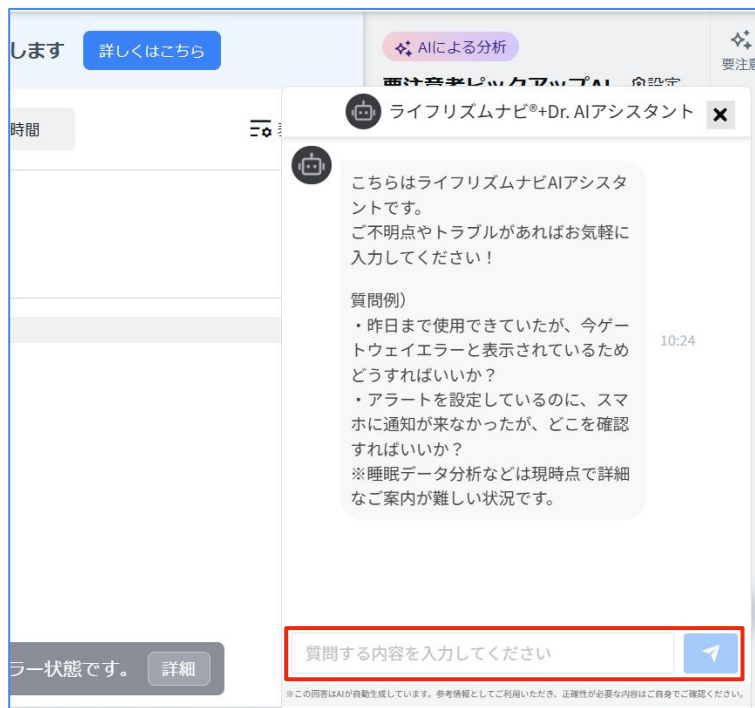 します 詳しくはこちら
AIによる分析
要注意者ピックアップAI 設定
要注意
時間
ライフリズムナビ®+Dr. AIアシスタント
こちらはライフリズムナビAIアシスタ
ントです。
ご不明点やトラブルがあればお気軽に
入力してください！
質問例）
・昨日まで使用できていたが、今ゲー
トウェイエラーと表示されているため
どうすればいいか？
・アラートを設定しているのに、スマ
ホに通知が来なかったが、どこを確認
すればいいか？
※睡眠データ分析などは現時点で詳細
なご案内が難しい状況です。
10:24
ラー状態です。 詳細
質問する内容を入力してください
※この回答はAIが自動生成しています。参考情報としてご利用いただき、正確性が必要な内容はご自身でご確認ください。